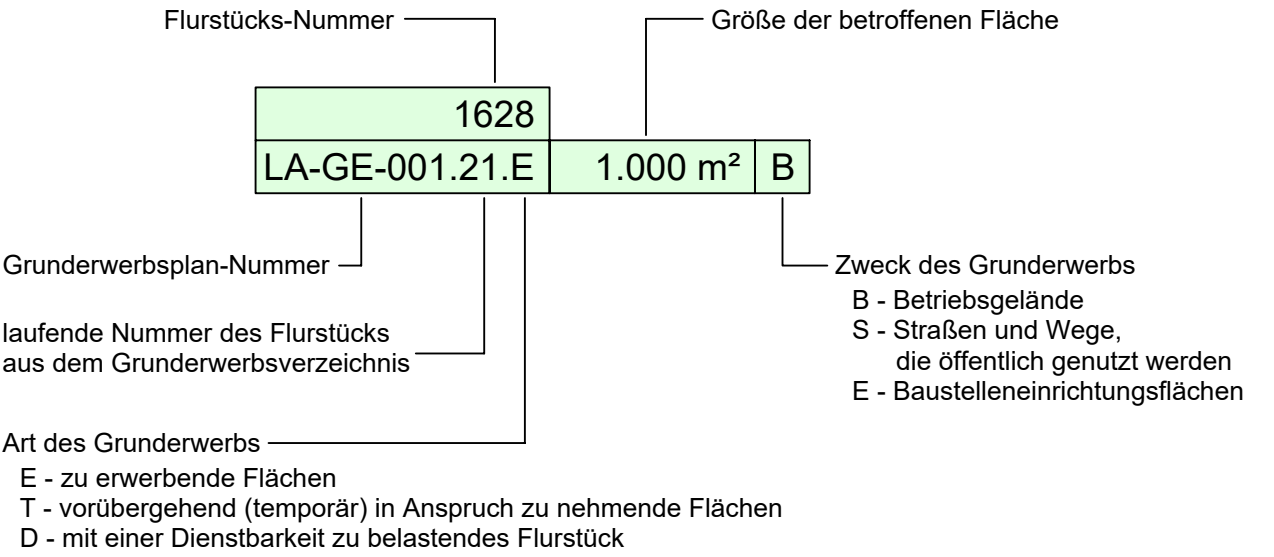 Flurstücks-Nummer
Größe der betroffenen Fläche
1628
LA-GE-001.21.E 1.000 m² B
Grunderwerbsplan-Nummer
Zweck des Grunderwerbs
B - Betriebsgelände
S - Straßen und Wege,
die öffentlich genutzt werden
E - Baustelleneinrichtungsflächen
laufende Nummer des Flurstücks
aus dem Grunderwerbsverzeichnis
Art des Grunderwerbs
E - zu erwerbende Flächen
T - vorübergehend (temporär) in Anspruch zu nehmende Flächen
D - mit einer Dienstbarkeit zu belastendes Flurstück